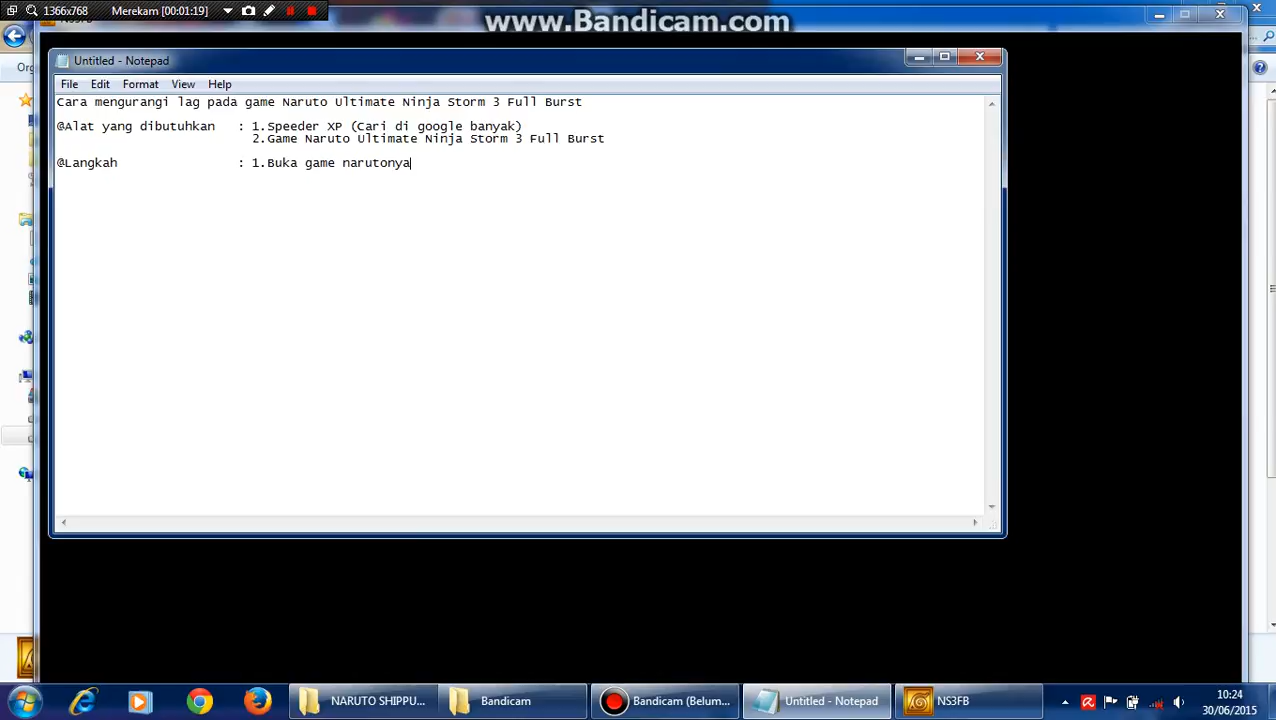 1366x768
Merekam [00:01:19]
www.Bandicam.com
Untitled - Notepad
File Edit Format View Help
Cara mengurangi lag pada game Naruto Ultimate Ninja Storm 3 Full Burst
@Alat yang dibutuhkan : 1.Speeder XP (Cari di google banyak)
2.Game Naruto Ultimate Ninja Storm 3 Full Burst
@Langkah : 1.Buka game narutonya
NARUTO SHIPPU...
Bandicam
Bandicam (Belum...
Untitled - Notepad
NS3FB
10:24
30/06/2015